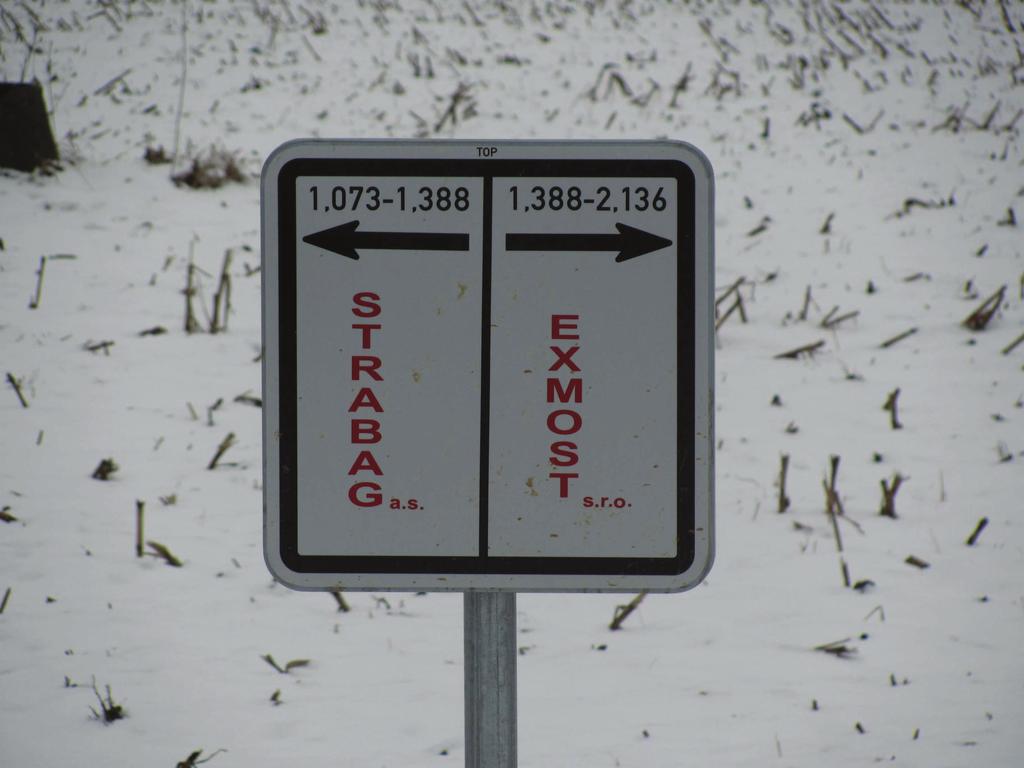 TOP
1,073-1,388
STRABAG a.s.
1,388-2,136
EXMOST s.r.o.